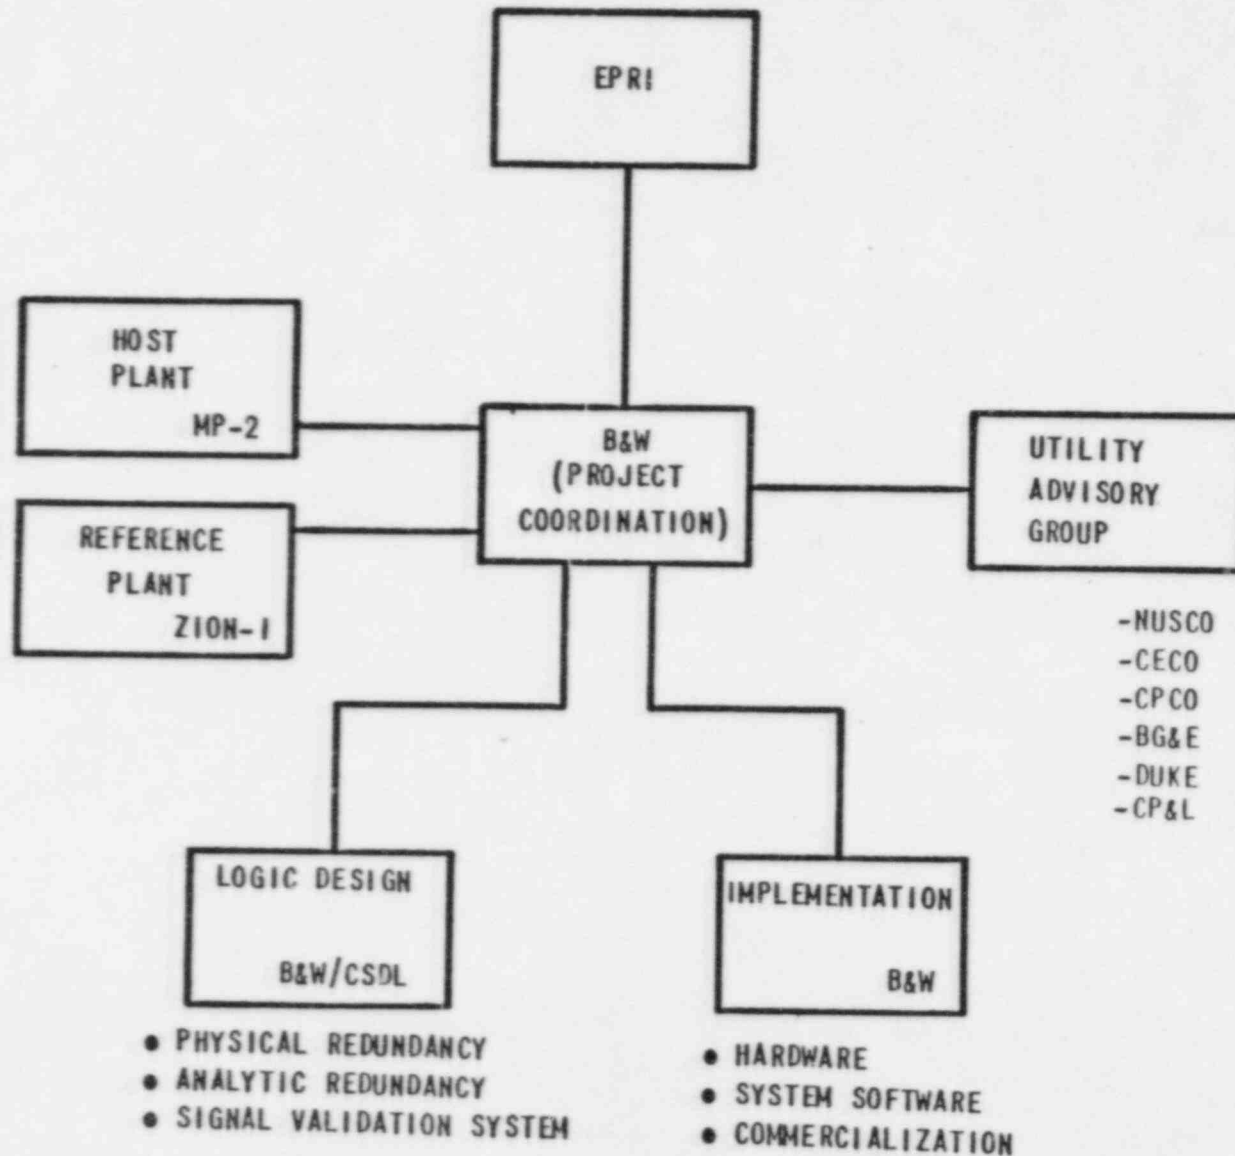 EPRI
HOST
PLANT
MP-2
REFERENCE
PLANT
ZION-1
B&W
(PROJECT
COORDINATION)
UTILITY
ADVISORY
GROUP
-NUSCO
-CECO
-CPCO
-BG&E
-DUKE
-CP&L
LOGIC DESIGN
B&W/CSDL
• PHYSICAL REDUNDANCY
• ANALYTIC REDUNDANCY
• SIGNAL VALIDATION SYSTEM
IMPLEMENTATION
B&W
• HARDWARE
• SYSTEM SOFTWARE
• COMMERCIALIZATION